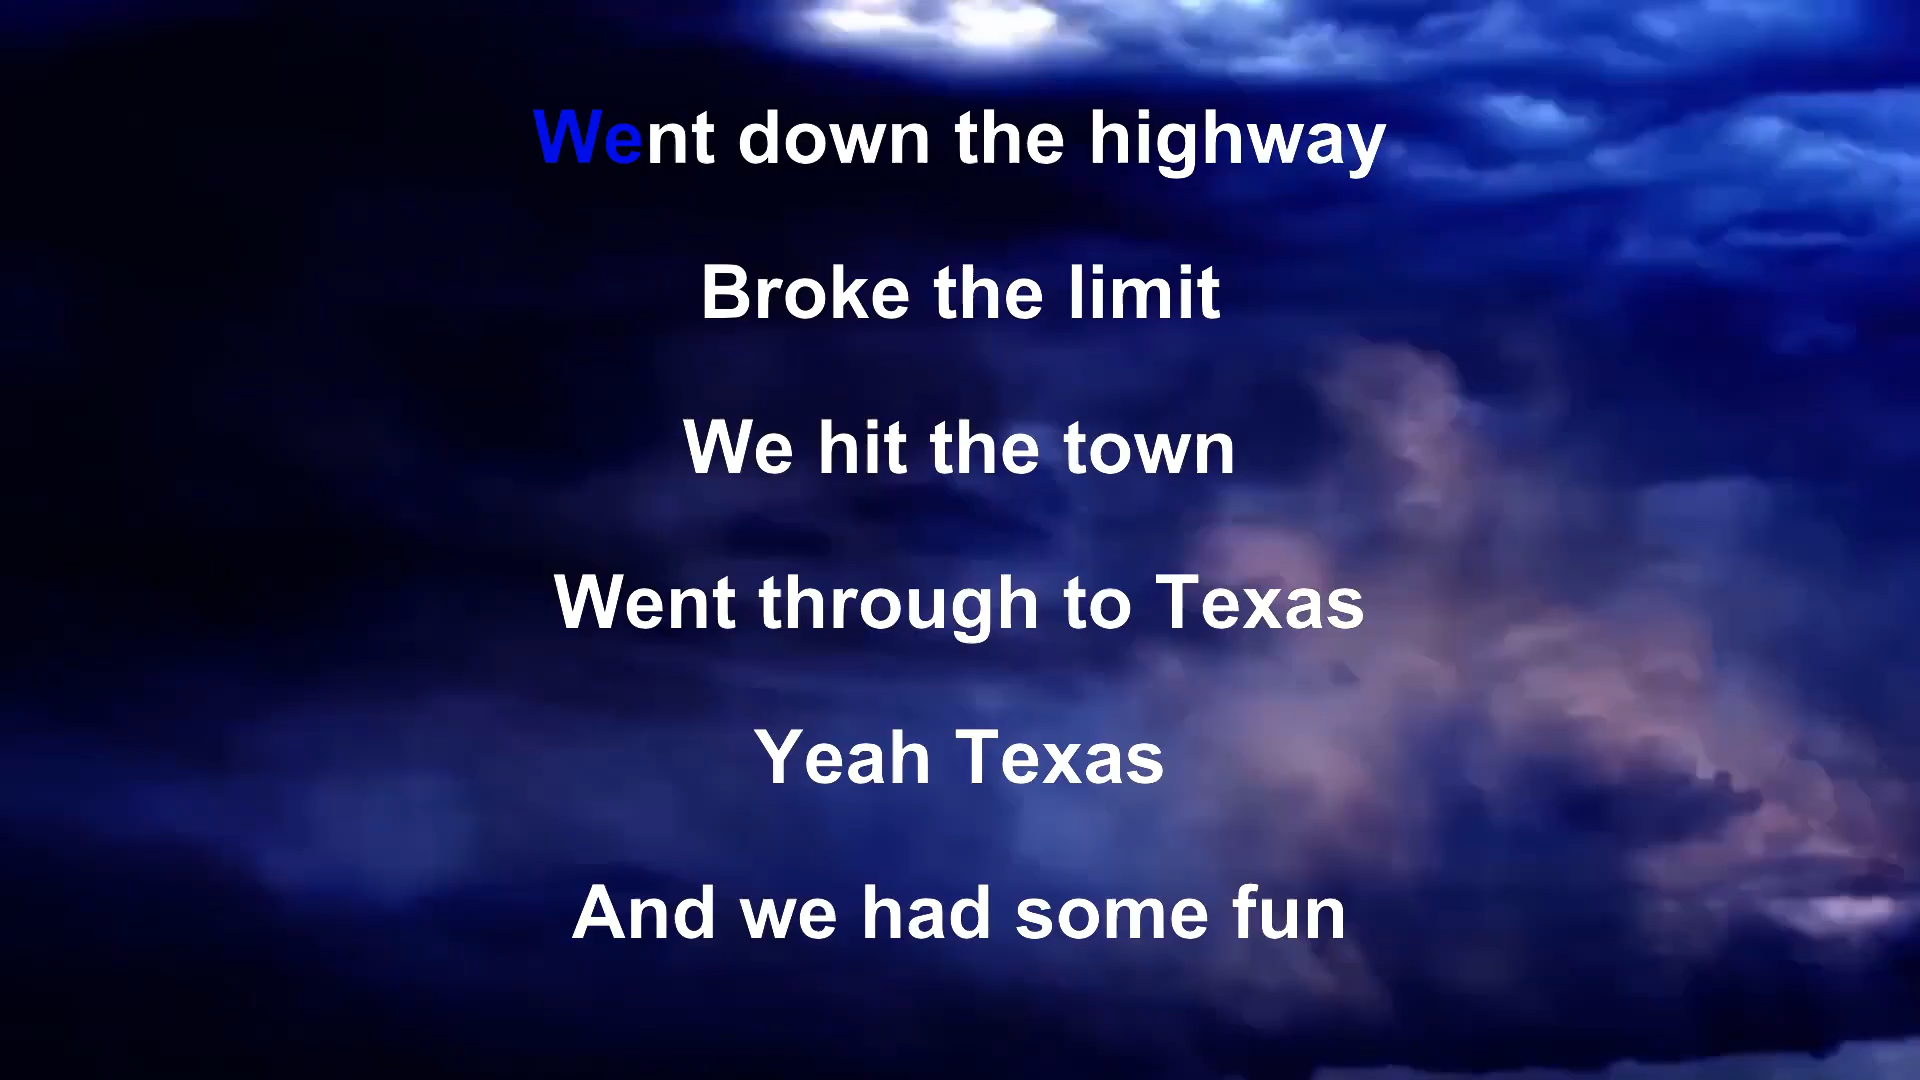 Went down the highway
Broke the limit
We hit the town
Went through to Texas
Yeah Texas
And we had some fun